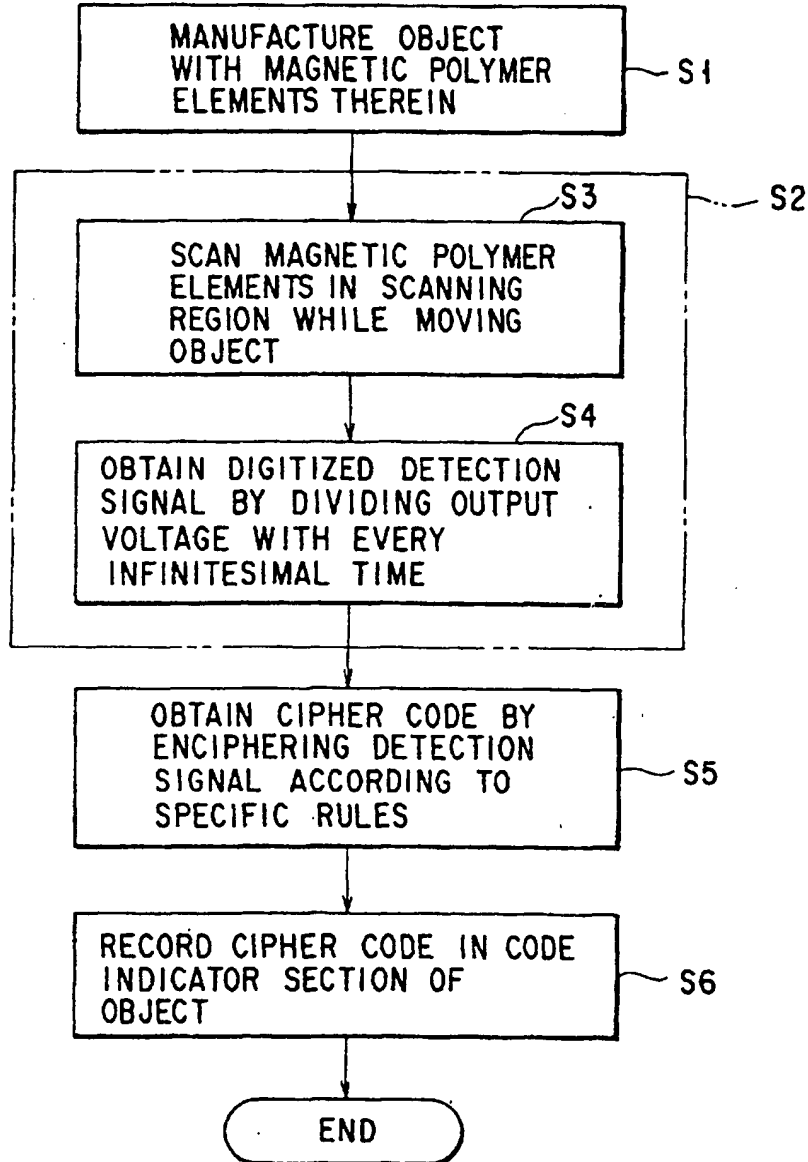 MANUFACTURE OBJECT
WITH MAGNETIC POLYMER
ELEMENTS THEREIN
S1
S2
S3
SCAN MAGNETIC POLYMER
ELEMENTS IN SCANNING
REGION WHILE MOVING
OBJECT
S4
OBTAIN DIGITIZED DETECTION
SIGNAL BY DIVIDING OUTPUT
VOLTAGE WITH EVERY
INFINITESIMAL TIME
OBTAIN CIPHER CODE BY
ENCIPHERING DETECTION
SIGNAL ACCORDING TO
SPECIFIC RULES
S5
RECORD CIPHER CODE IN CODE
INDICATOR SECTION OF
OBJECT
S6
END